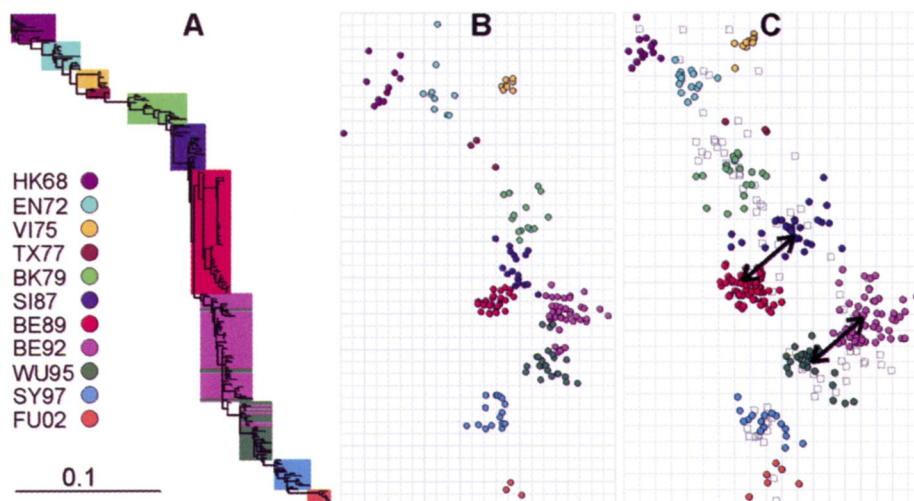 A
B
C
HK68
EN72
VI75
TX77
BK79
SI87
BE89
BE92
WU95
SY97
FU02
0.1